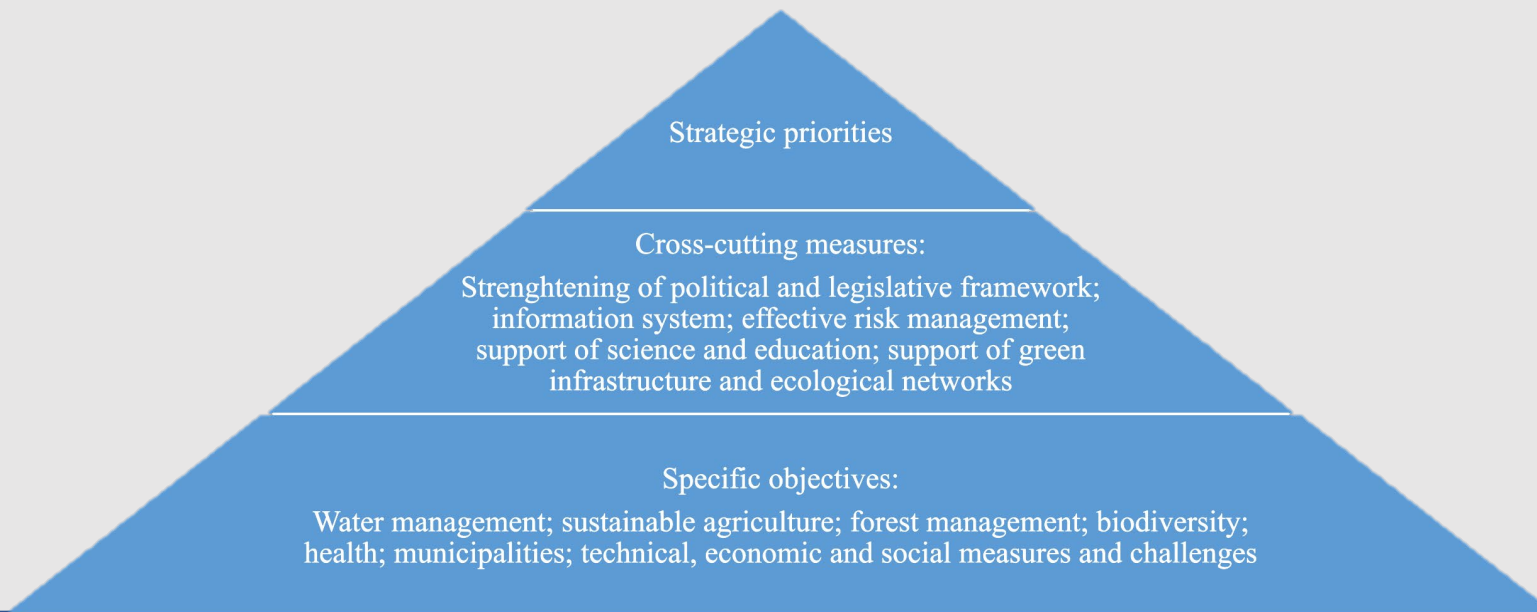 Strategic priorities
Cross-cutting measures:
Strenghtening of political and legislative framework;
information system; effective risk management;
support of science and education; support of green
infrastructure and ecological networks
Specific objectives:
Water management; sustainable agriculture; forest management; biodiversity;
health; municipalities; technical, economic and social measures and challenges